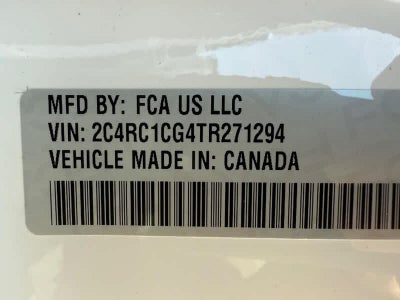 MFD BY: FCA US LLC
VIN: 2C4RC1CG4TR271294
VEHICLE MADE IN: CANADA